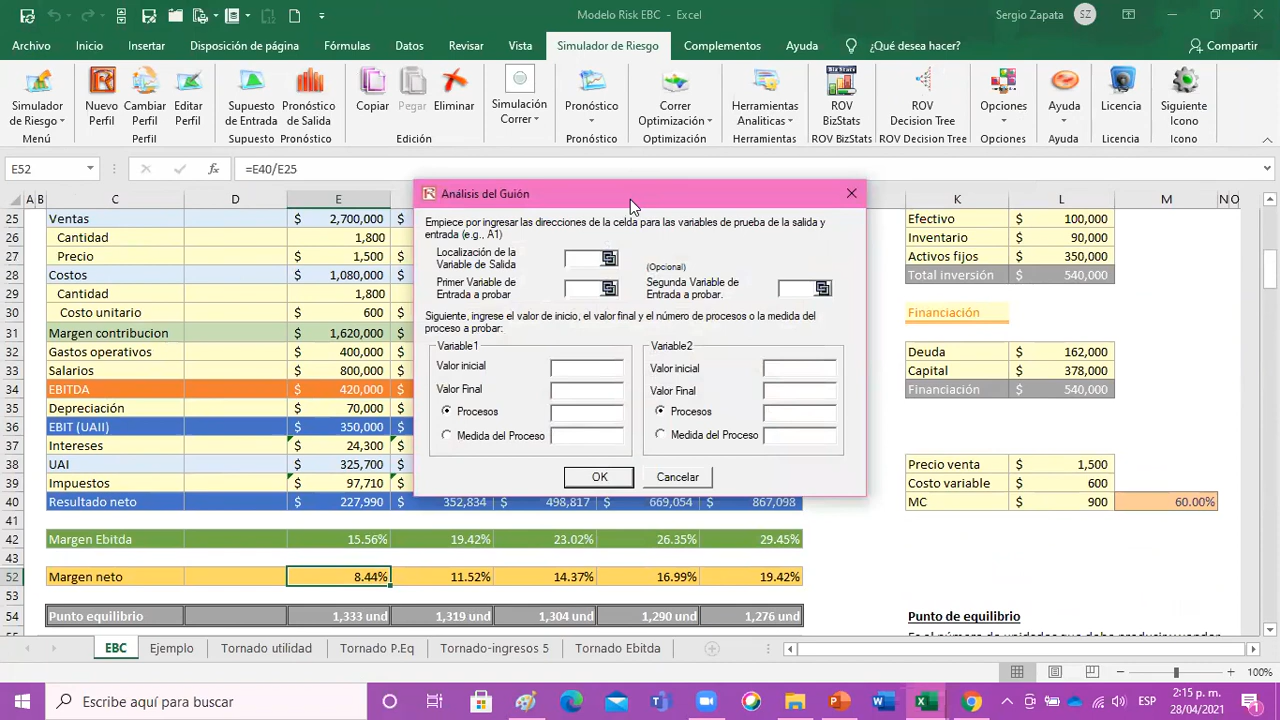 Modelo Risk EBC - Excel
Sergio Zapata
SZ
Archivo Inicio Insertar Disposición de página Fórmulas Datos Revisar Vista Simulador de Riesgo Complementos Ayuda ¿Qué desea hacer? Compartir
Simulador de Riesgo
Nuevo Perfil
Cambiar Perfil
Editar Perfil
Supuesto de Entrada
Pronóstico de Salida
Copiar
Pegar
Eliminar
Simulación Correr
Pronóstico
Correr Optimización
Herramientas Analiticas
ROV BizStats
ROV Decision Tree
Opciones
Ayuda
Licencia
Siguiente Icono
Menú Perfil Supuesto Pronóstico Edición Pronóstico Optimización Herramientas ROV BizStats ROV Decision Tree Opciones Ayuda Licencia Icono
E52 fx =E40/E25
A B C D E K L M N O
25 Ventas $ 2,700,000 $ Efectivo $ 100,000
26 Cantidad 1,800 Inventario $ 90,000
27 Precio $ 1,500 $ Activos fijos $ 350,000
28 Costos $ 1,080,000 $ Total inversión $ 540,000
29 Cantidad 1,800
30 Costo unitario $ 600 $ Financiación
31 Margen contribucion $ 1,620,000 $
32 Gastos operativos $ 400,000 $ Deuda $ 162,000
33 Salarios $ 800,000 $ Capital $ 378,000
34 EBITDA $ 420,000 $ Financiación $ 540,000
35 Depreciación $ 70,000 $
36 EBIT (UAII) $ 350,000 $
37 Intereses $ 24,300 $
38 UAI $ 325,700 $ Precio venta $ 1,500
39 Impuestos $ 97,710 $ Costo variable $ 600
40 Resultado neto $ 227,990 $ 352,834 $ 498,817 $ 669,054 $ 867,098 MC $ 900 60.00%
41
42 Margen Ebitda 15.56% 19.42% 23.02% 26.35% 29.45%
43
52 Margen neto 8.44% 11.52% 14.37% 16.99% 19.42%
53
54 Punto equilibrio 1,333 und 1,319 und 1,304 und 1,290 und 1,276 und Punto de equilibrio
Análisis del Guión
Empiece por ingresar las direcciones de la celda para las variables de prueba de la salida y
entrada (e.g., A1)
Localización de la
Variable de Salida
(Opcional)
Primer Variable de
Entrada a probar
Segunda Variable de
Entrada a probar.
Siguiente, ingrese el valor de inicio, el valor final y el número de procesos o la medida del
proceso a probar:
Variable1 Variable2
Valor inicial Valor inicial
Valor Final Valor Final
Procesos Procesos
Medida del Proceso Medida del Proceso
OK Cancelar
EBC Ejemplo Tornado utilidad Tornado P.Eq Tornado-ingresos 5 Tornado Ebitda
100%
Escribe aquí para buscar
ESP
2:15 p. m.
28/04/2021